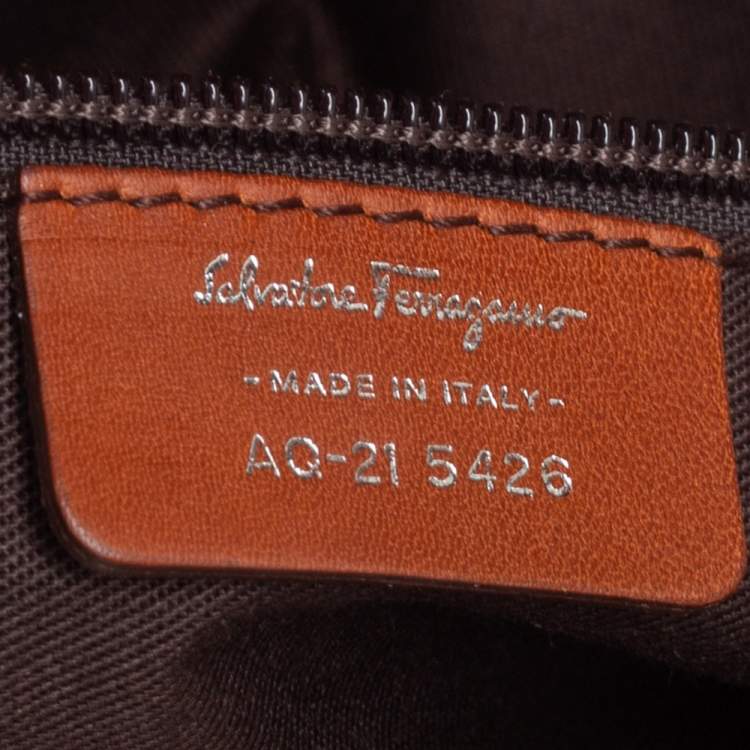 Salvatore Ferragamo
-MADE IN ITALY-
AQ-21 5426